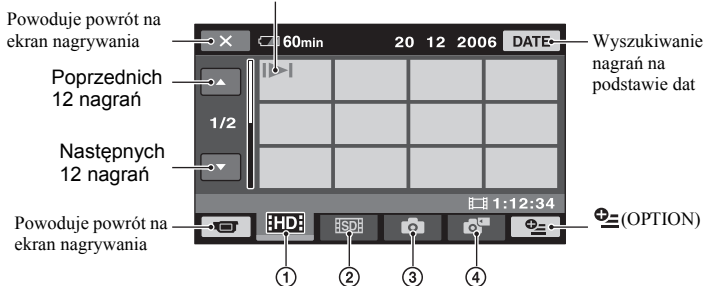 Powoduje powrót na
ekran nagrywania
60min
20 12 2006
DATE
Wyszukiwanie
nagrań na
podstawie dat
Poprzednich
12 nagrań
1/2
Następnych
12 nagrań
1:12:34
Powoduje powrót na
ekran nagrywania
HD
SD
(OPTION)
① ② ③ ④